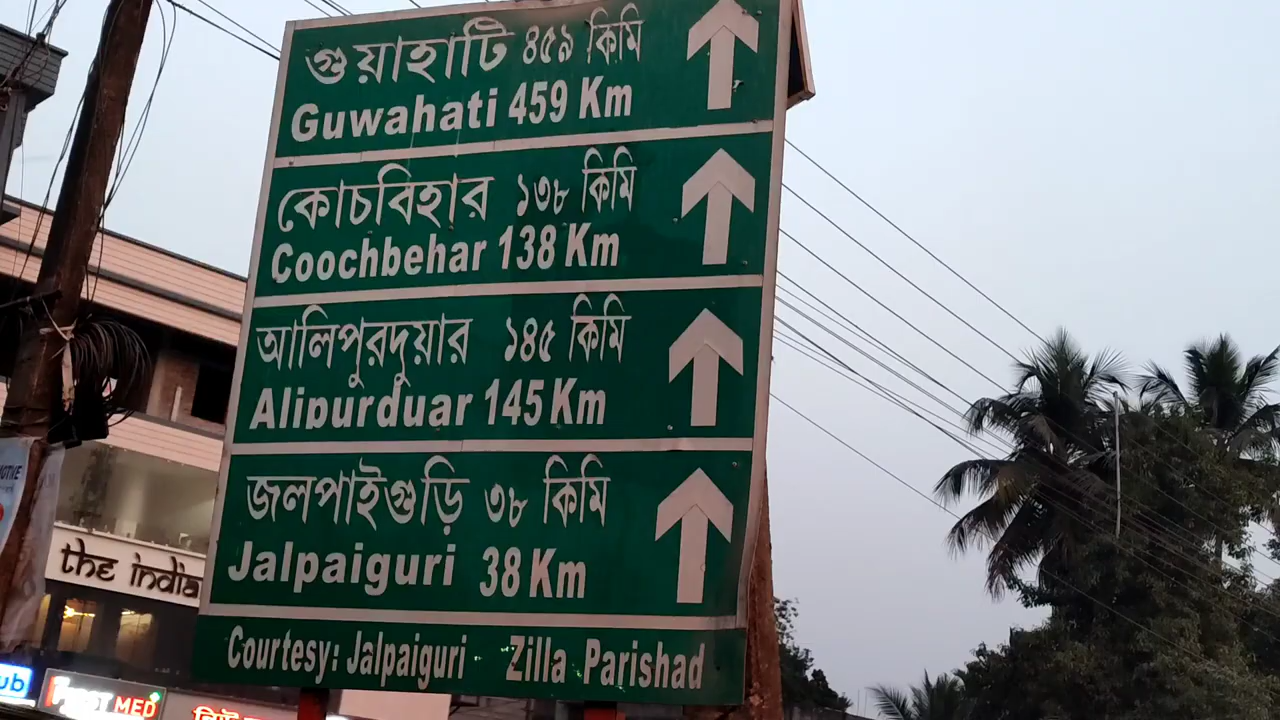 গুয়াহাটি ৪৫৯ কিমি
Guwahati 459 Km
কোচবিহার ১৩৮ কিমি
Coochbehar 138 Km
আলিপুরদুয়ার ১৪৫ কিমি
Alipurduar 145 Km
জলপাইগুড়ি ৩৮ কিমি
Jalpaiguri 38 Km
Courtesy: Jalpaiguri Zilla Parishad
the india
ub
MED